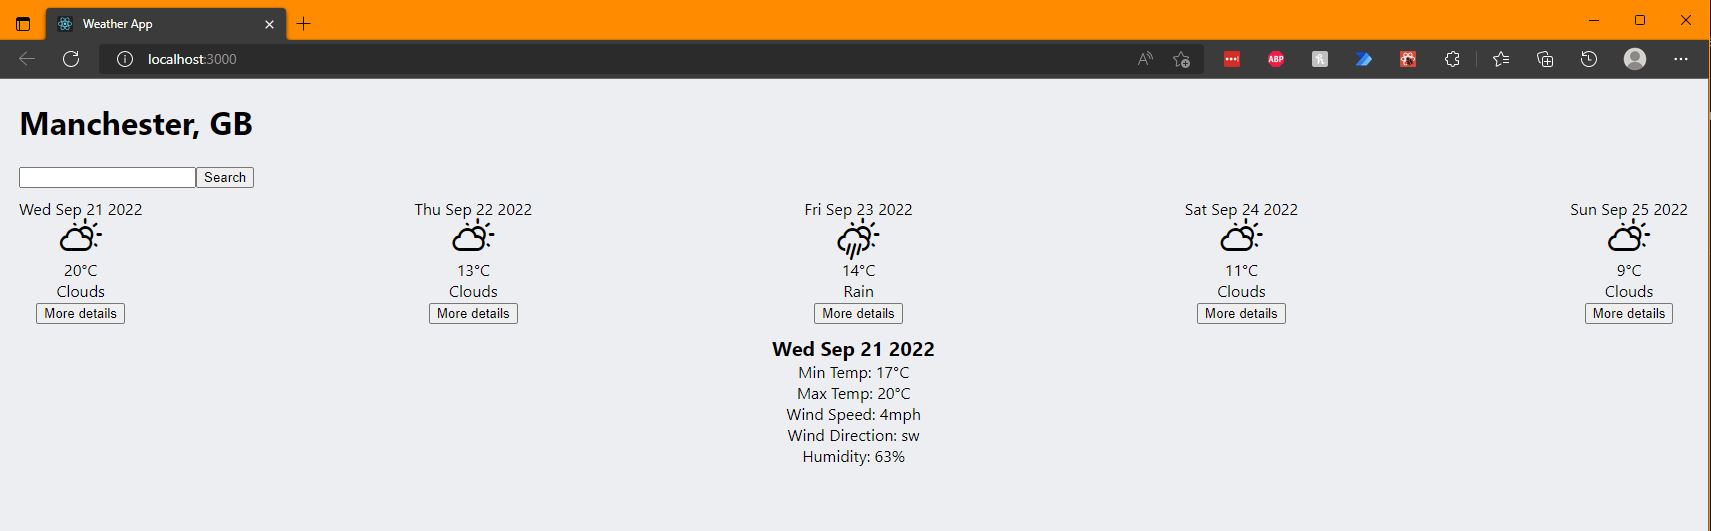 Weather App
localhost:3000
ABP
Manchester, GB
Search
Wed Sep 21 2022 Thu Sep 22 2022 Fri Sep 23 2022 Sat Sep 24 2022 Sun Sep 25 2022
20°C 13°C 14°C 11°C 9°C
Clouds Clouds Rain Clouds Clouds
More details More details More details More details More details
Wed Sep 21 2022
Min Temp: 17°C
Max Temp: 20°C
Wind Speed: 4mph
Wind Direction: sw
Humidity: 63%